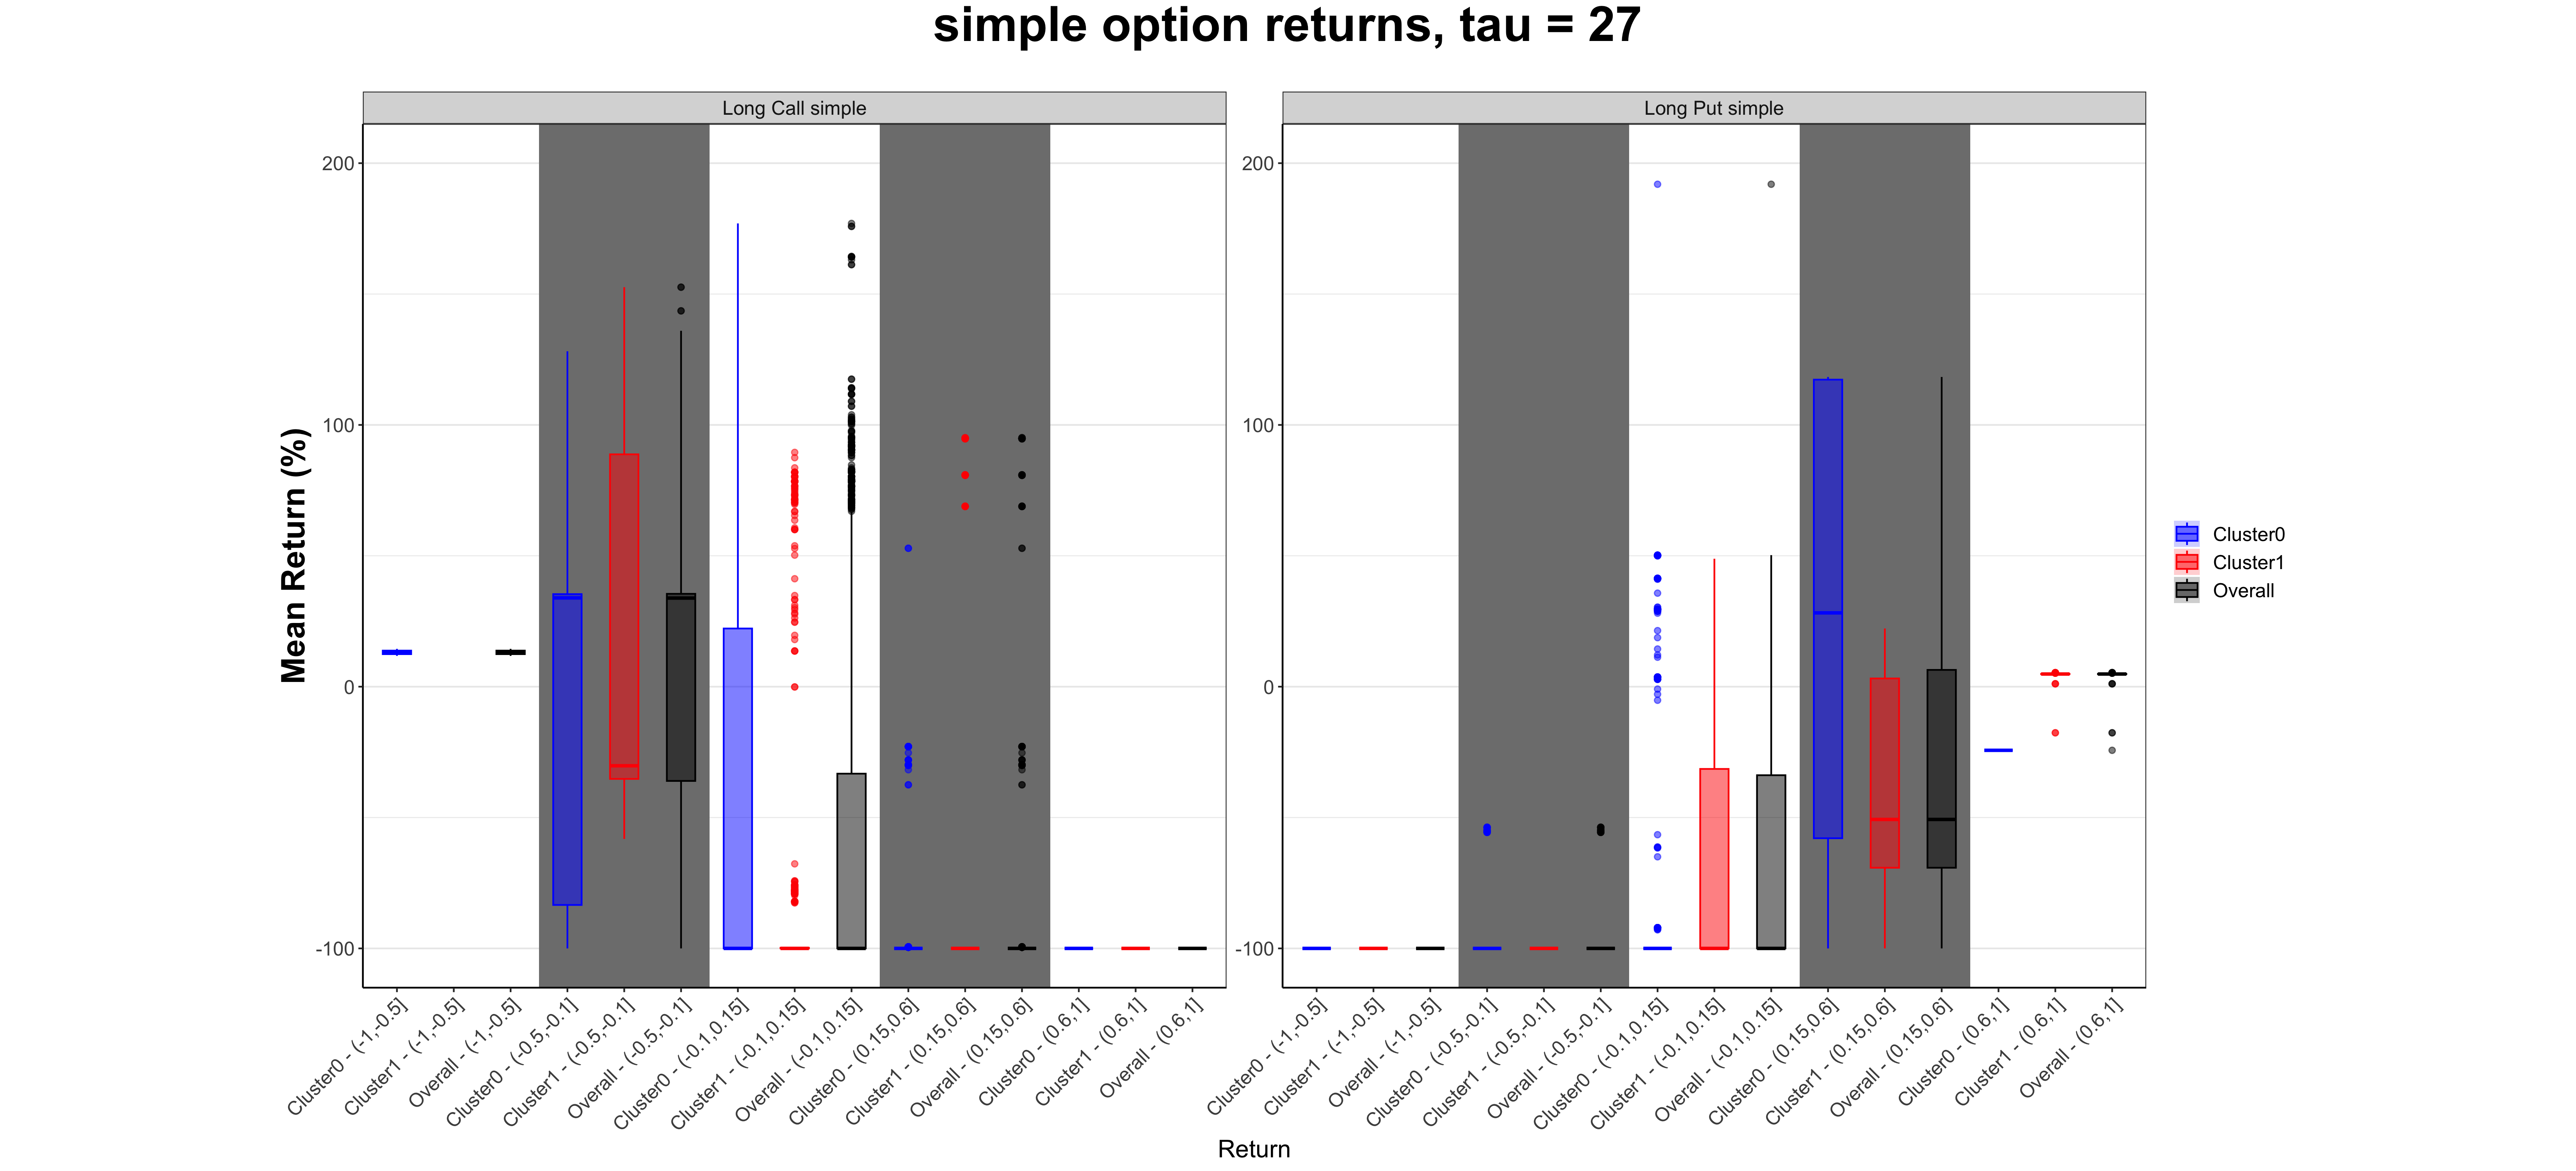 simple option returns, tau = 27
Long Call simple
Long Put simple
Mean Return (%)
200
100
0
-100
200
100
0
-100
Cluster0 - (-1,-0.5]
Cluster1 - (-1,-0.5]
Overall - (-1,-0.5]
Cluster0 - (-0.5,-0.1]
Cluster1 - (-0.5,-0.1]
Overall - (-0.5,-0.1]
Cluster0 - (-0.1,0.15]
Cluster1 - (-0.1,0.15]
Overall - (-0.1,0.15]
Cluster0 - (0.15,0.6]
Cluster1 - (0.15,0.6]
Overall - (0.15,0.6]
Cluster0 - (0.6,1]
Cluster1 - (0.6,1]
Overall - (0.6,1]
Cluster0 - (-1,-0.5]
Cluster1 - (-1,-0.5]
Overall - (-1,-0.5]
Cluster0 - (-0.5,-0.1]
Cluster1 - (-0.5,-0.1]
Overall - (-0.5,-0.1]
Cluster0 - (-0.1,0.15]
Cluster1 - (-0.1,0.15]
Overall - (-0.1,0.15]
Cluster0 - (0.15,0.6]
Cluster1 - (0.15,0.6]
Overall - (0.15,0.6]
Cluster0 - (0.6,1]
Cluster1 - (0.6,1]
Overall - (0.6,1]
Return
Cluster0
Cluster1
Overall